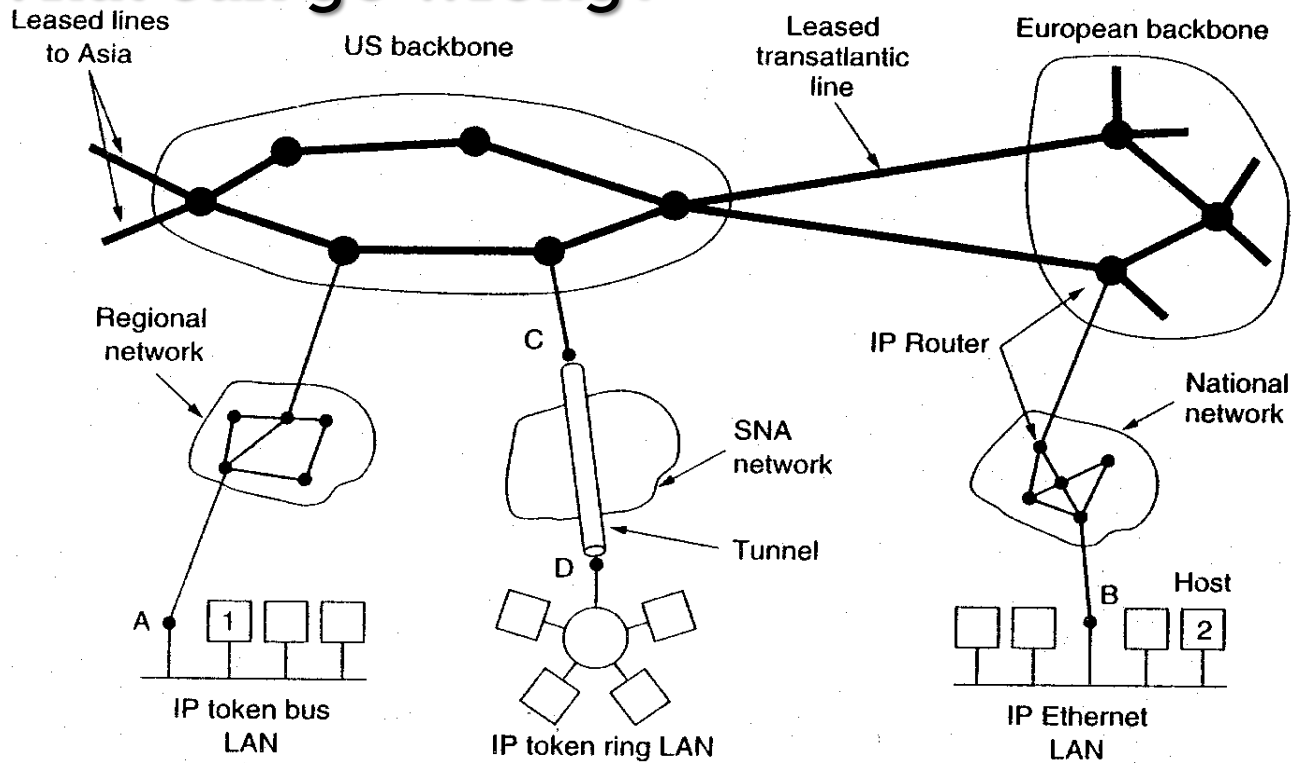 Leased lines
to Asia
US backbone
Leased
transatlantic
line
European backbone
Regional
network
C
IP Router
National
network
SNA
network
Tunnel
D
A
1
B
Host
2
IP token bus
LAN
IP token ring LAN
IP Ethernet
LAN